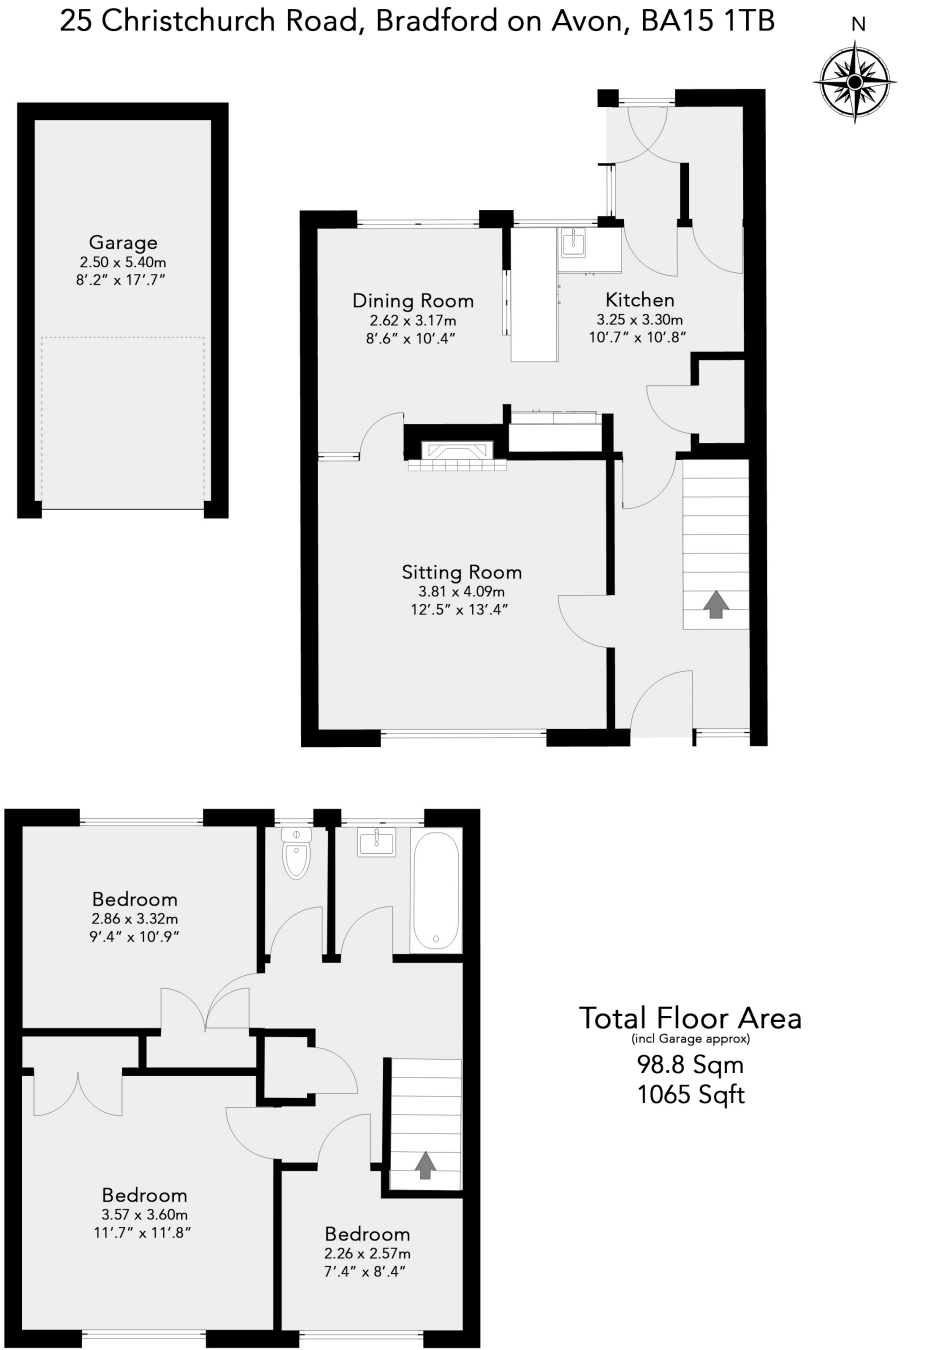 25 Christchurch Road, Bradford on Avon, BA15 1TB
N
Garage
2.50 x 5.40m
8'.2" x 17'.7"
Dining Room
2.62 x 3.17m
8'.6" x 10'.4"
Kitchen
3.25 x 3.30m
10'.7" x 10'.8"
Sitting Room
3.81 x 4.09m
12'.5" x 13'.4"
Bedroom
2.86 x 3.32m
9'.4" x 10'.9"
Bedroom
3.57 x 3.60m
11'.7" x 11'.8"
Bedroom
2.26 x 2.57m
7'.4" x 8'.4"
Total Floor Area
(incl Garage approx)
98.8 Sqm
1065 Sqft